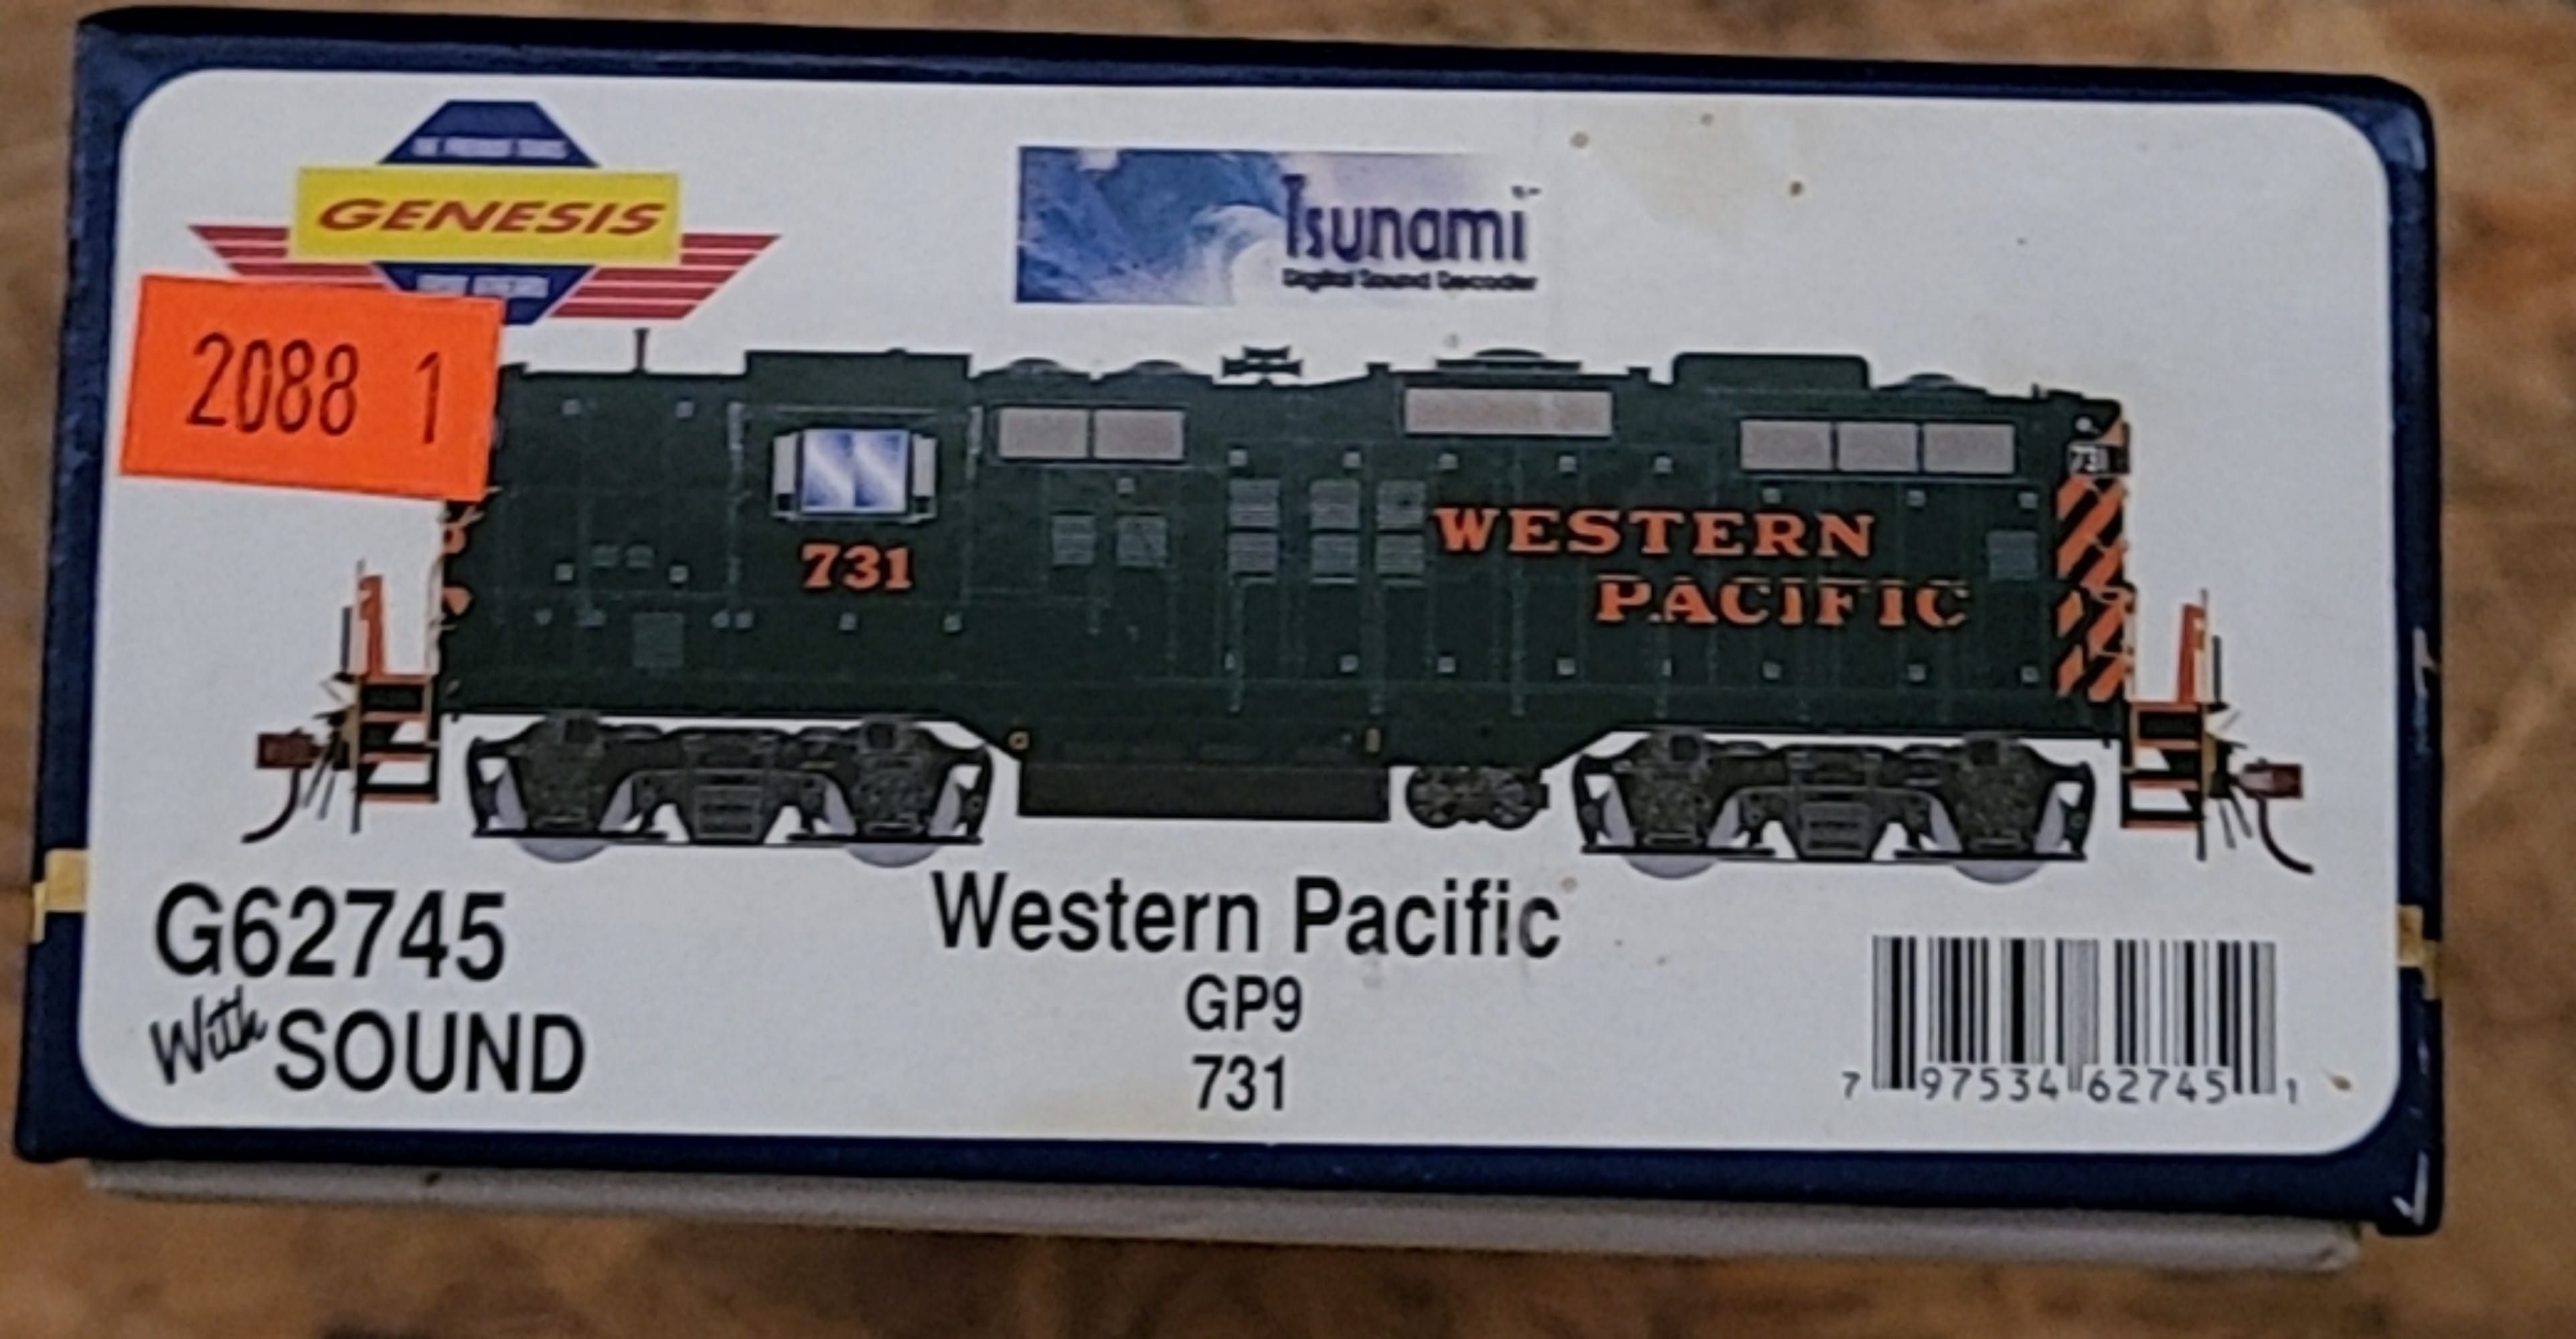 GENESIS
Tsunami
Digital Sound Decoder
2088 1
731
731
WESTERN
PACIFIC
G62745
With SOUND
Western Pacific
GP9
731
7 97534 62745 1